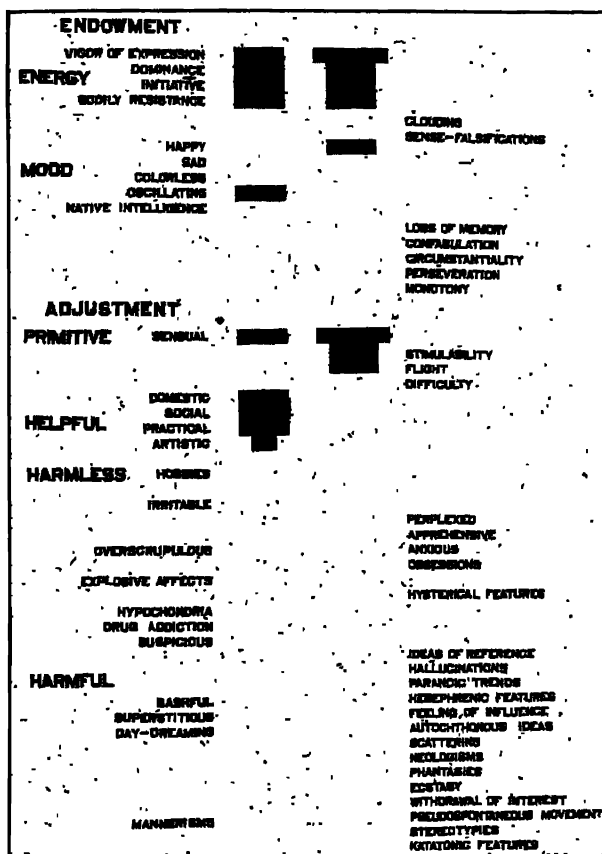 ENDOWMENT
VIGOR OF EXPRESSION
DOMINANCE
ENERGY
INITIATIVE
BODILY RESISTANCE
CLOUDING
SENSE-FALSIFICATIONS
HAPPY
SAD
MOOD
COLORLESS
OSCILLATING
NATIVE INTELLIGENCE
LOSS OF MEMORY
CONFABULATION
CIRCUMSTANTIALITY
PERSEVERATION
MONOTONY
ADJUSTMENT
PRIMITIVE SENSUAL
STIMULABILITY
FLIGHT
DIFFICULTY
DOMESTIC
SOCIAL
HELPFUL
PRACTICAL
ARTISTIC
HARMLESS HOBBIES
IRRITABLE
PERPLEXED
APPREHENSIVE
OVERSCRUPULOUS ANXIOUS
OBSESSIONS
EXPLOSIVE AFFECTS
HYSTERICAL FEATURES
HYPOCHONDRIA
DRUG ADDICTION
SUSPICIOUS
IDEAS OF REFERENCE
HALLUCINATIONS
HARMFUL PARANOIC TRENDS
BASHFUL HEBEPHRENIC FEATURES
SUPERSTITIOUS FEELING OF INFLUENCE
DAY-DREAMING AUTOCHTHONOUS IDEAS
SCATTERING
NEOLOGISMS
PHANTASIES
ECSTASY
WITHDRAWAL OF INTEREST
MANNERISMS PSEUDOSPONTANEOUS MOVEMENT
STEREOTYPIES
KATATONIC FEATURES